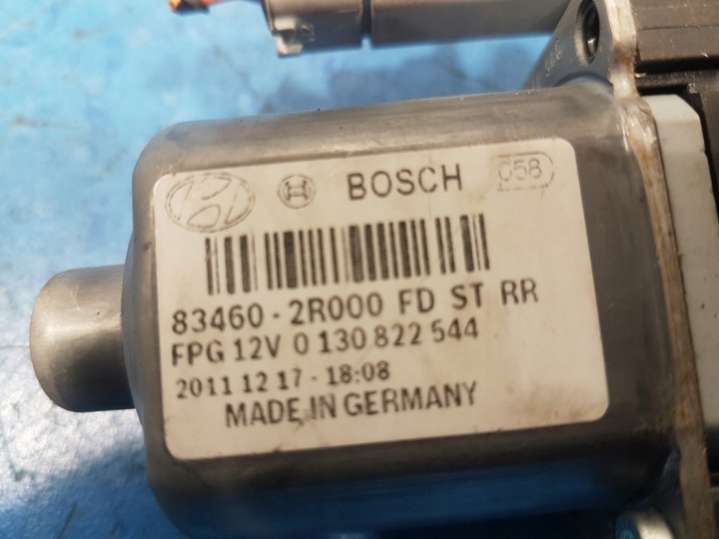 BOSCH 058
83460-2R000 FD ST RR
FPG 12V 0 130 822 544
2011 12 17 - 18:08
MADE IN GERMANY